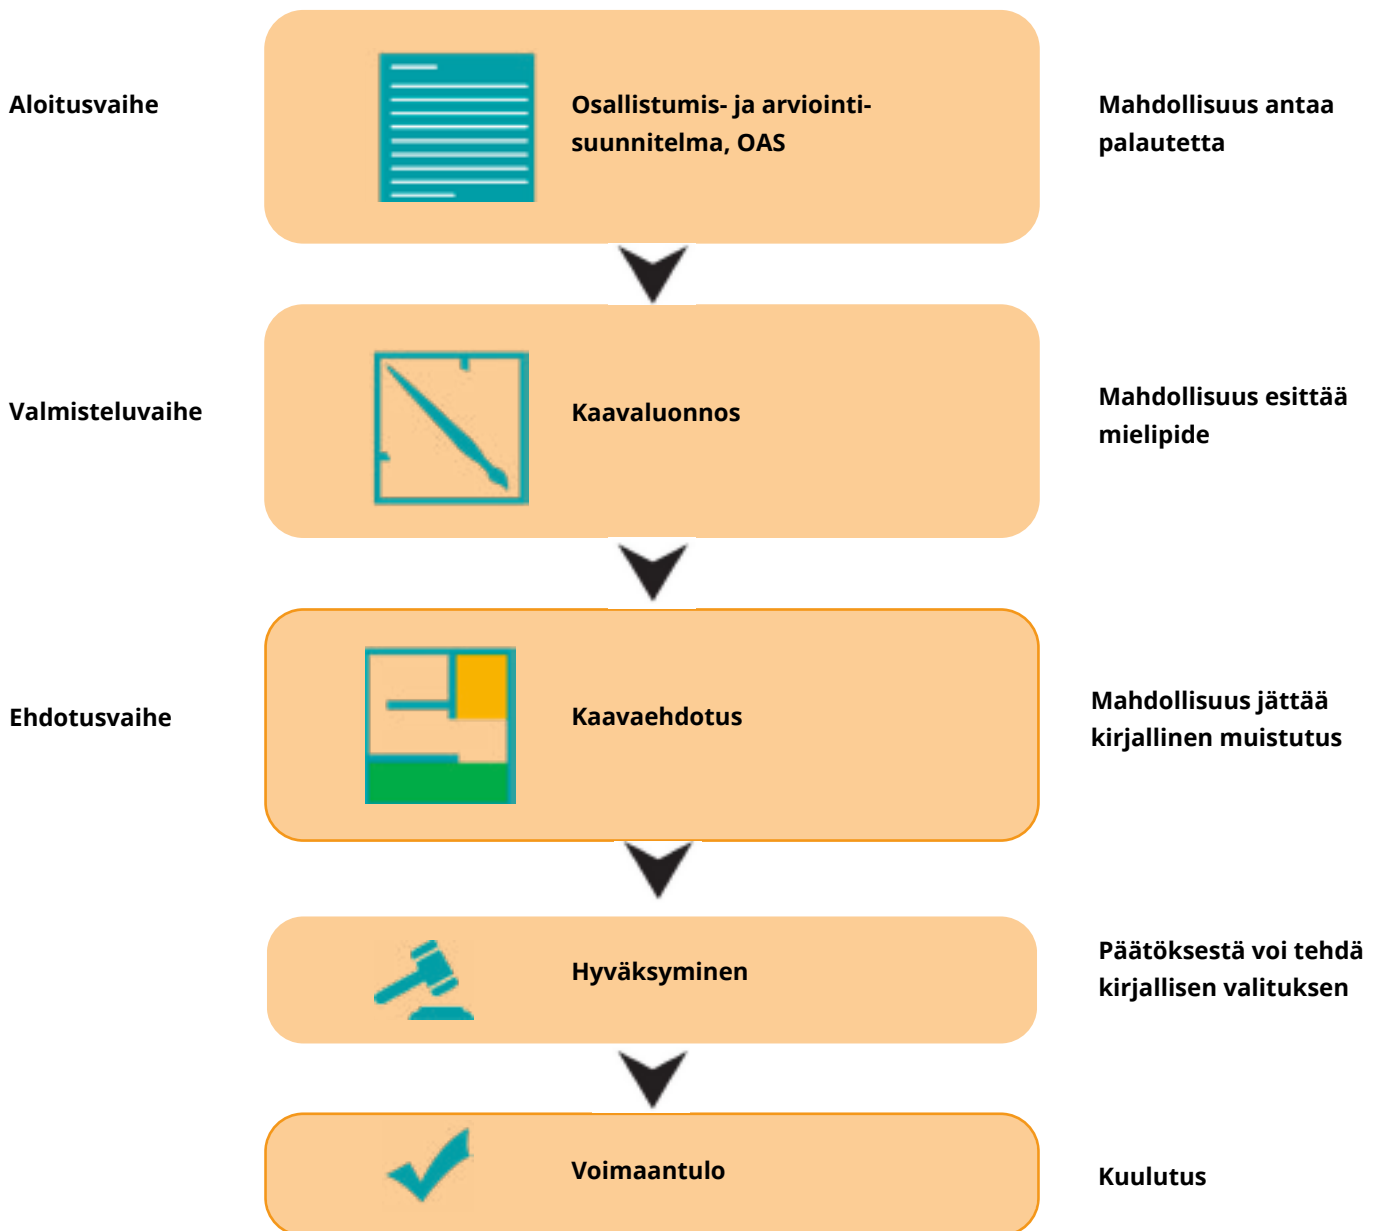 Aloitusvaihe
Osallistumis- ja arviointi-
suunnitelma, OAS
Mahdollisuus antaa
palautetta
Valmisteluvaihe
Kaavaluonnos
Mahdollisuus esittää
mielipide
Ehdotusvaihe
Kaavaehdotus
Mahdollisuus jättää
kirjallinen muistutus
Hyväksyminen
Päätöksestä voi tehdä
kirjallisen valituksen
Voimaantulo
Kuulutus